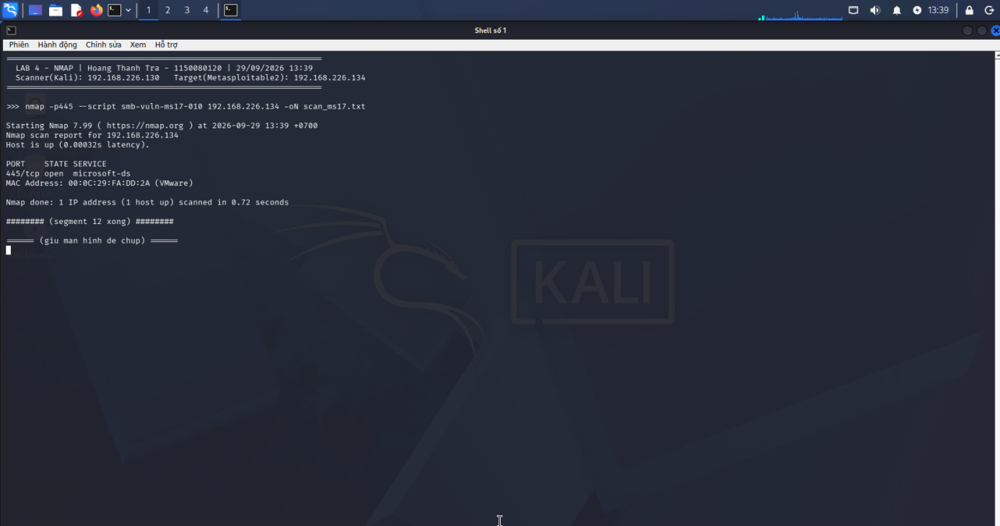 1 2 3 4 13:39
Shell số 1
Phiên Hành động Chỉnh sửa Xem Hỗ trợ
LAB 4 - NMAP | Hoang Thanh Tra - 1150080120 | 29/09/2026 13:39
Scanner(Kali): 192.168.226.130 Target(Metasploitable2): 192.168.226.134
>>> nmap -p445 --script smb-vuln-ms17-010 192.168.226.134 -oN scan_ms17.txt
Starting Nmap 7.99 ( https://nmap.org ) at 2026-09-29 13:39 +0700
Nmap scan report for 192.168.226.134
Host is up (0.00032s latency).
PORT STATE SERVICE
445/tcp open microsoft-ds
MAC Address: 00:0C:29:FA:DD:2A (VMware)
Nmap done: 1 IP address (1 host up) scanned in 0.72 seconds
######## (segment 12 xong) ########
====== (giu man hinh de chup) ======
KALI